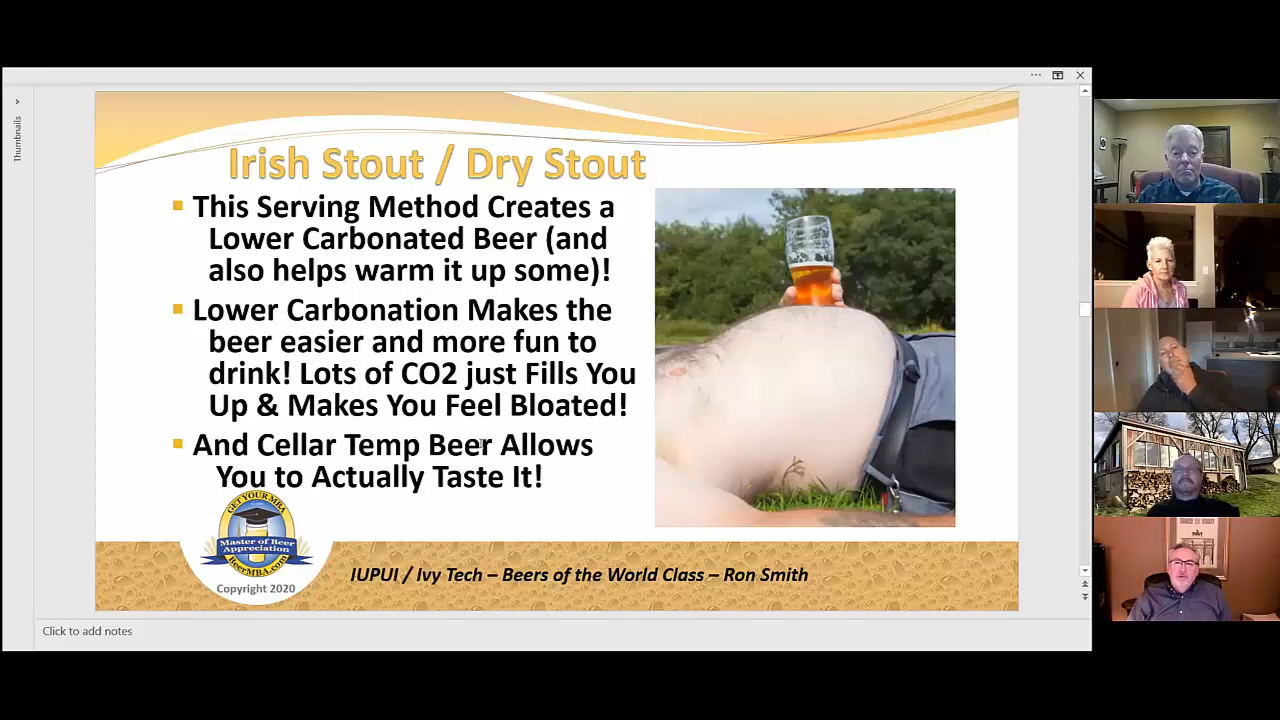 Thumbnails
Irish Stout / Dry Stout
This Serving Method Creates a
Lower Carbonated Beer (and
also helps warm it up some)!
Lower Carbonation Makes the
beer easier and more fun to
drink! Lots of CO2 just Fills You
Up & Makes You Feel Bloated!
And Cellar Temp Beer Allows
You to Actually Taste It!
GET YOUR MBA
Master of Beer
Appreciation
BeerMBA.com
Copyright 2020
IUPUI / Ivy Tech – Beers of the World Class – Ron Smith
Click to add notes